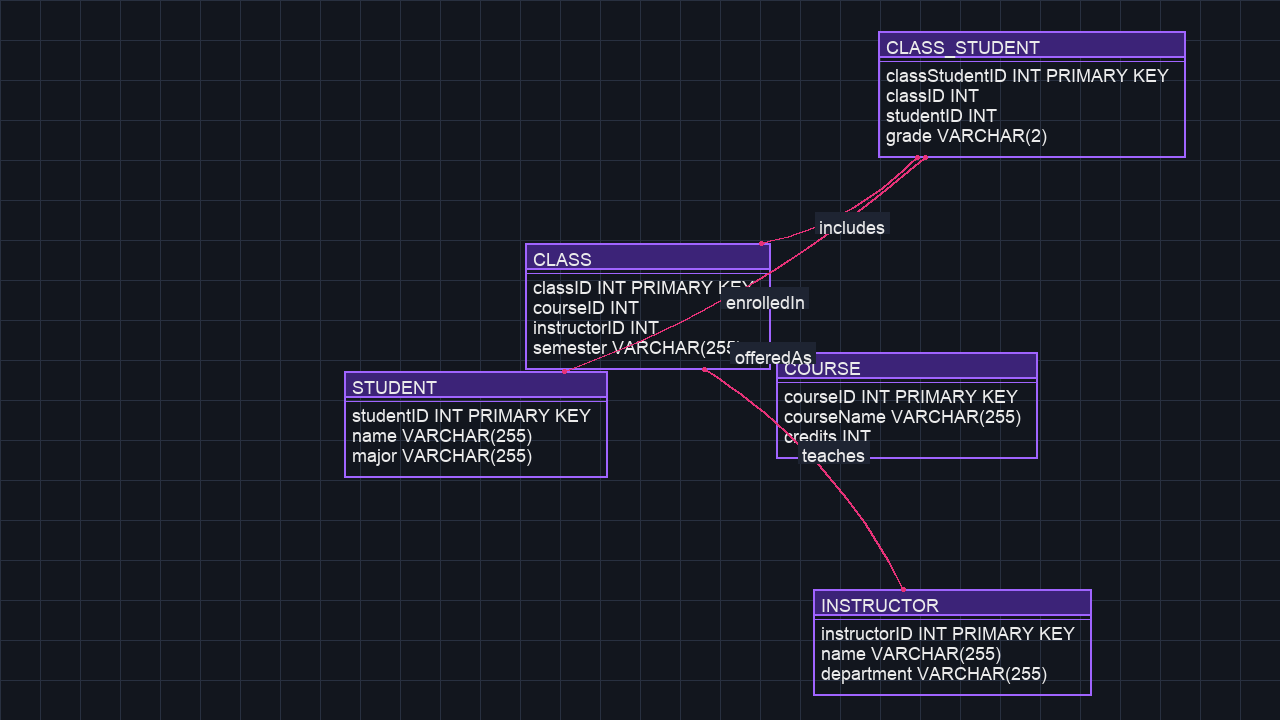 CLASS_STUDENT
classStudentID INT PRIMARY KEY
classID INT
studentID INT
grade VARCHAR(2)
includes
CLASS
classID INT PRIMARY KEY
courseID INT
instructorID INT
semester VARCHAR(255)
enrolledIn
offeredAs
COURSE
courseID INT PRIMARY KEY
courseName VARCHAR(255)
credits INT
teaches
STUDENT
studentID INT PRIMARY KEY
name VARCHAR(255)
major VARCHAR(255)
INSTRUCTOR
instructorID INT PRIMARY KEY
name VARCHAR(255)
department VARCHAR(255)